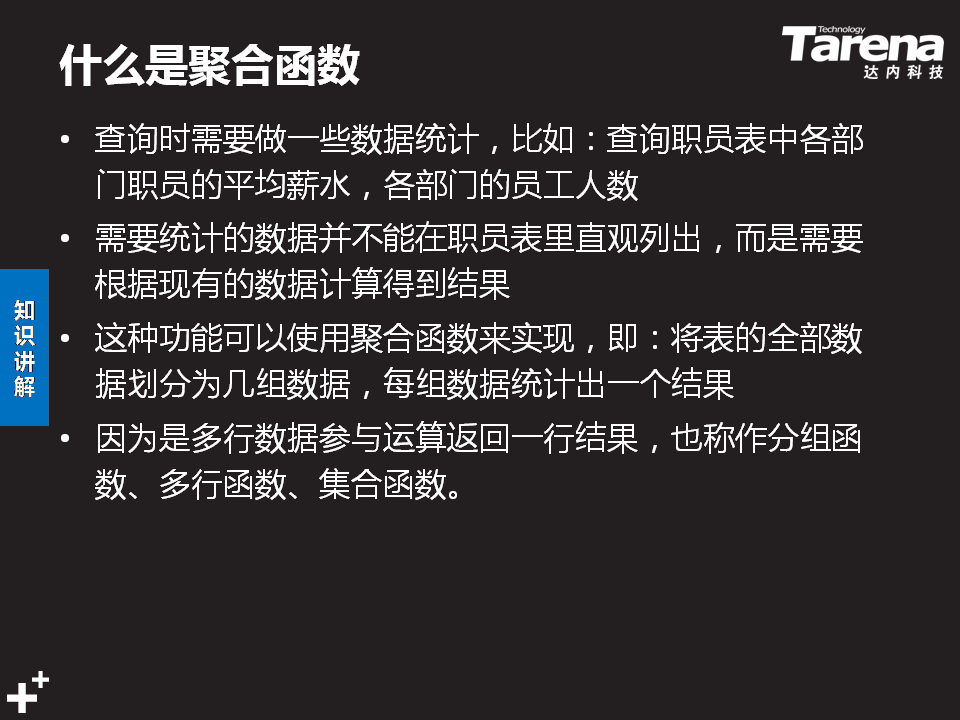 什么是聚合函数
Technology
Tarena
达内科技
• 查询时需要做一些数据统计，比如：查询职员表中各部
门职员的平均薪水，各部门的员工人数
• 需要统计的数据并不能在职员表里直观列出，而是需要
根据现有的数据计算得到结果
• 这种功能可以使用聚合函数来实现，即：将表的全部数
据划分为几组数据，每组数据统计出一个结果
• 因为是多行数据参与运算返回一行结果，也称作分组函
数、多行函数、集合函数。
知
识
讲
解